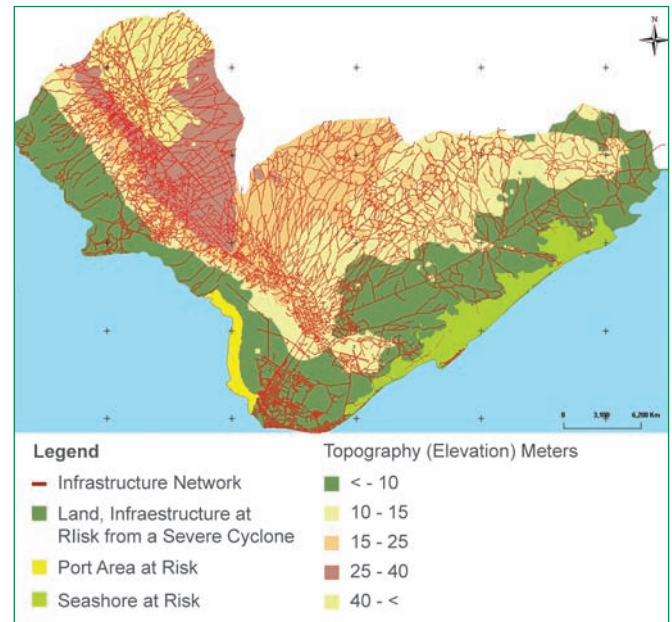 N
0 3,100 6,200 Km
Legend
Infrastructure Network
Land, Infraestructure at
RIisk from a Severe Cyclone
Port Area at Risk
Seashore at Risk
Topography (Elevation) Meters
< - 10
10 - 15
15 - 25
25 - 40
40 - <